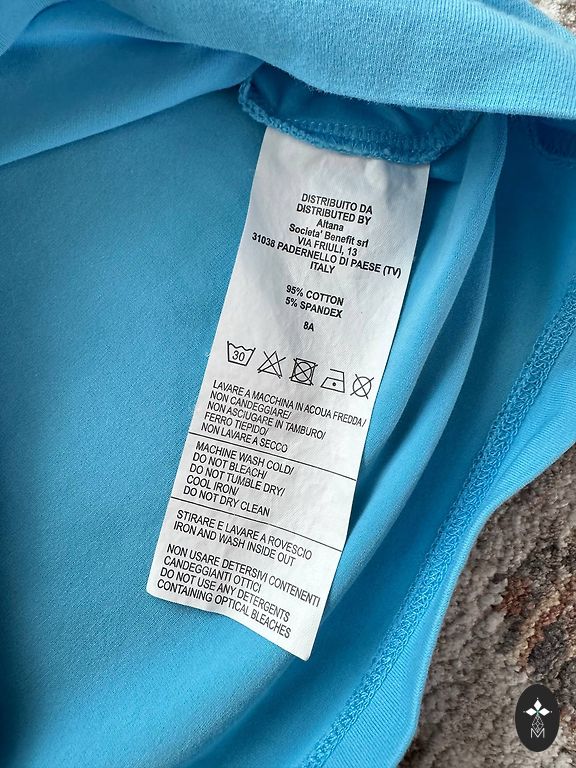 DISTRIBUITO DA
DISTRIBUTED BY
Aitana
Societa' Benefit srl
VIA FRIULI, 13
31038 PADERNELLO DI PAESE (TV)
ITALY
95% COTTON
5% SPANDEX
8A
30
LAVARE A MACCHINA IN ACQUA FREDDA/
NON CANDEGGIARE/
NON ASCIUGARE IN TAMBURO/
FERRO TIEPIDO/
NON LAVARE A SECCO
MACHINE WASH COLD/
DO NOT BLEACH/
DO NOT TUMBLE DRY/
COOL IRON/
DO NOT DRY CLEAN
STIRARE E LAVARE A ROVESCIO
IRON AND WASH INSIDE OUT
NON USARE DETERSIVI CONTENENTI
CANDEGGIANTI OTTICI
DO NOT USE ANY DETERGENTS
CONTAINING OPTICAL BLEACHES
M